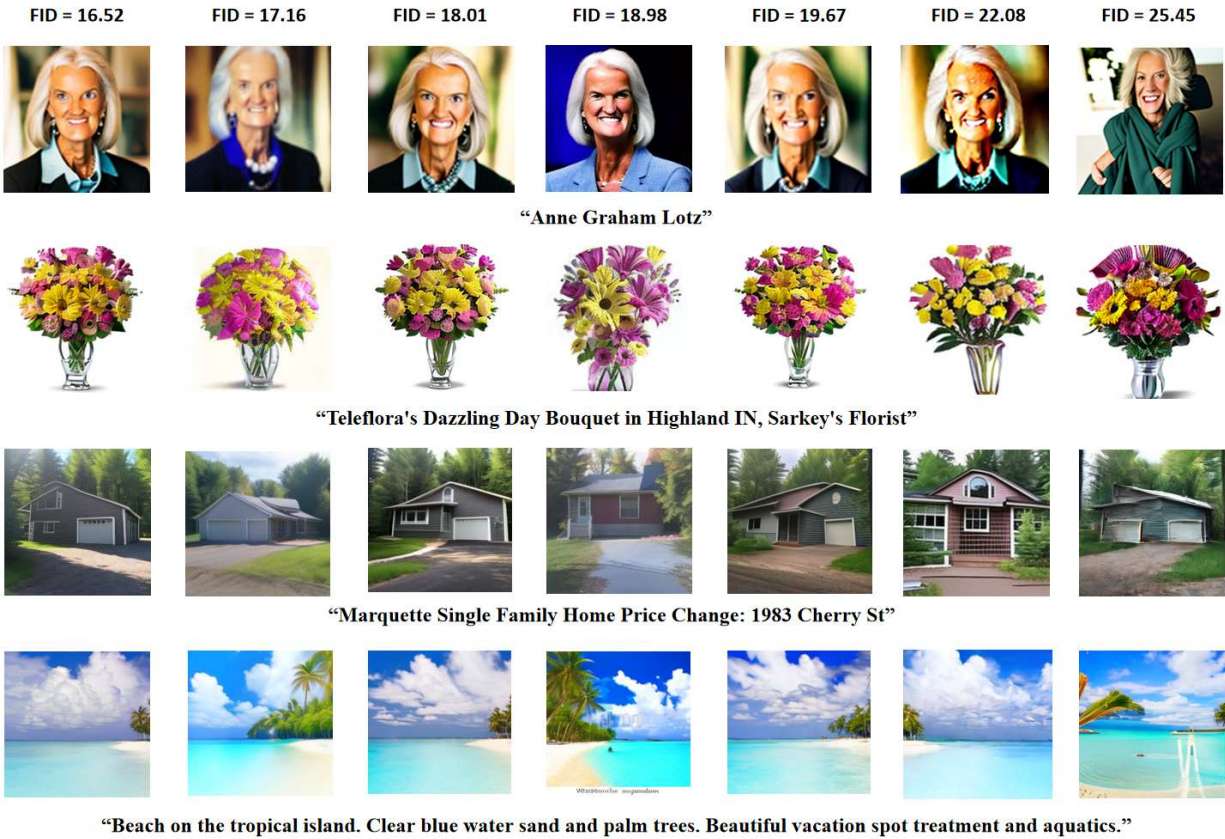 FID = 16.52 FID = 17.16 FID = 18.01 FID = 18.98 FID = 19.67 FID = 22.08 FID = 25.45
“Anne Graham Lotz”
“Teleflora's Dazzling Day Bouquet in Highland IN, Sarkey's Florist”
“Marquette Single Family Home Price Change: 1983 Cherry St”
“Beach on the tropical island. Clear blue water sand and palm trees. Beautiful vacation spot treatment and aquatics.”